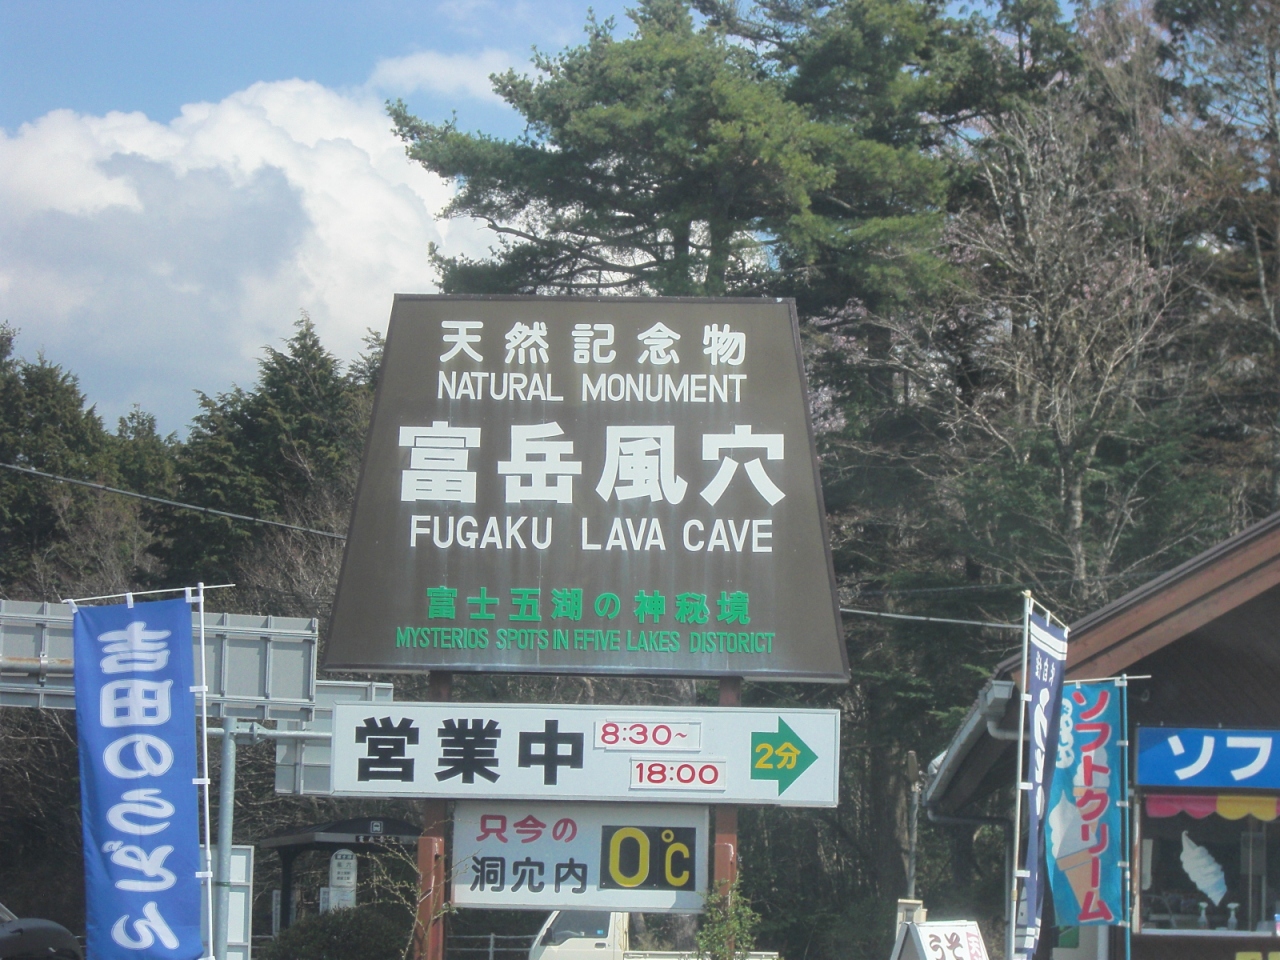 天然記念物
NATURAL MONUMENT
富岳風穴
FUGAKU LAVA CAVE
富士五湖の神秘境
MYSTERIOS SPOTS IN F.FIVE LAKES DISTORICT
営業中 8:30~ 18:00 2分
只今の
洞穴内 0℃
吉田のうどん
ソフトクリーム
ソフ